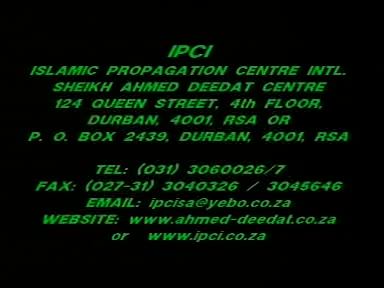 IPCI
ISLAMIC PROPAGATION CENTRE INTL.
SHEIKH AHMED DEEDAT CENTRE
124 QUEEN STREET, 4th FLOOR,
DURBAN, 4001, RSA OR
P. O. BOX 2439, DURBAN, 4001, RSA
TEL: (031) 3060026/7
FAX: (027-31) 3040326 / 3045646
EMAIL: ipcisa@yebo.co.za
WEBSITE: www.ahmed-deedat.co.za
or www.ipci.co.za